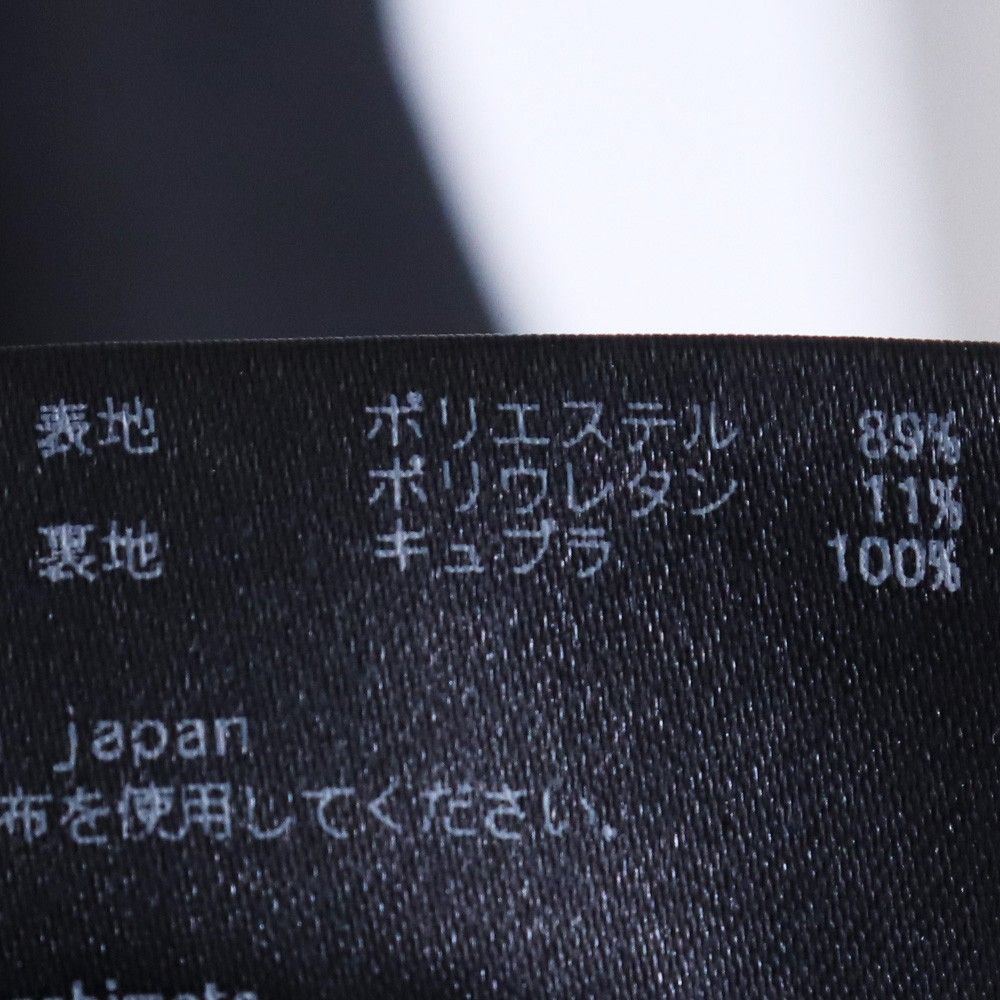 表地 ポリエステル 89%
ポリウレタン 11%
裏地 キュプラ 100%
japan
布を使用してください.